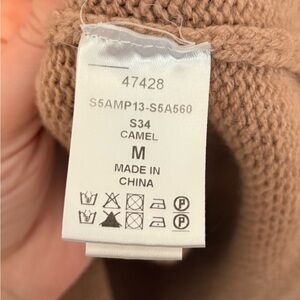 47428
S5AMP13-S5A560
S34
CAMEL
M
MADE IN
CHINA
P
P